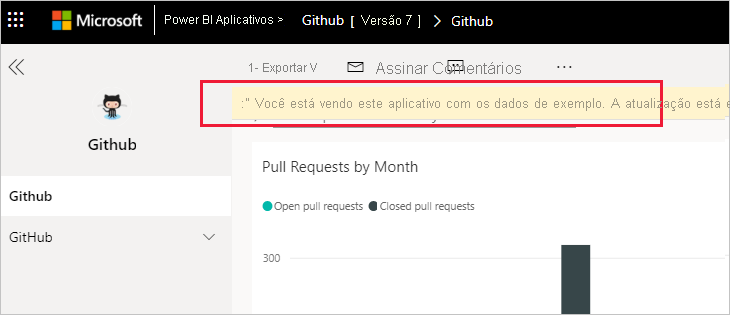 Microsoft Power BI Aplicativos > Github [ Versão 7 ] > Github
1- Exportar V Assinar Comentários ...
:" Você está vendo este aplicativo com os dados de exemplo. A atualização está e
Github
Pull Requests by Month
Github
Open pull requests Closed pull requests
GitHub
300